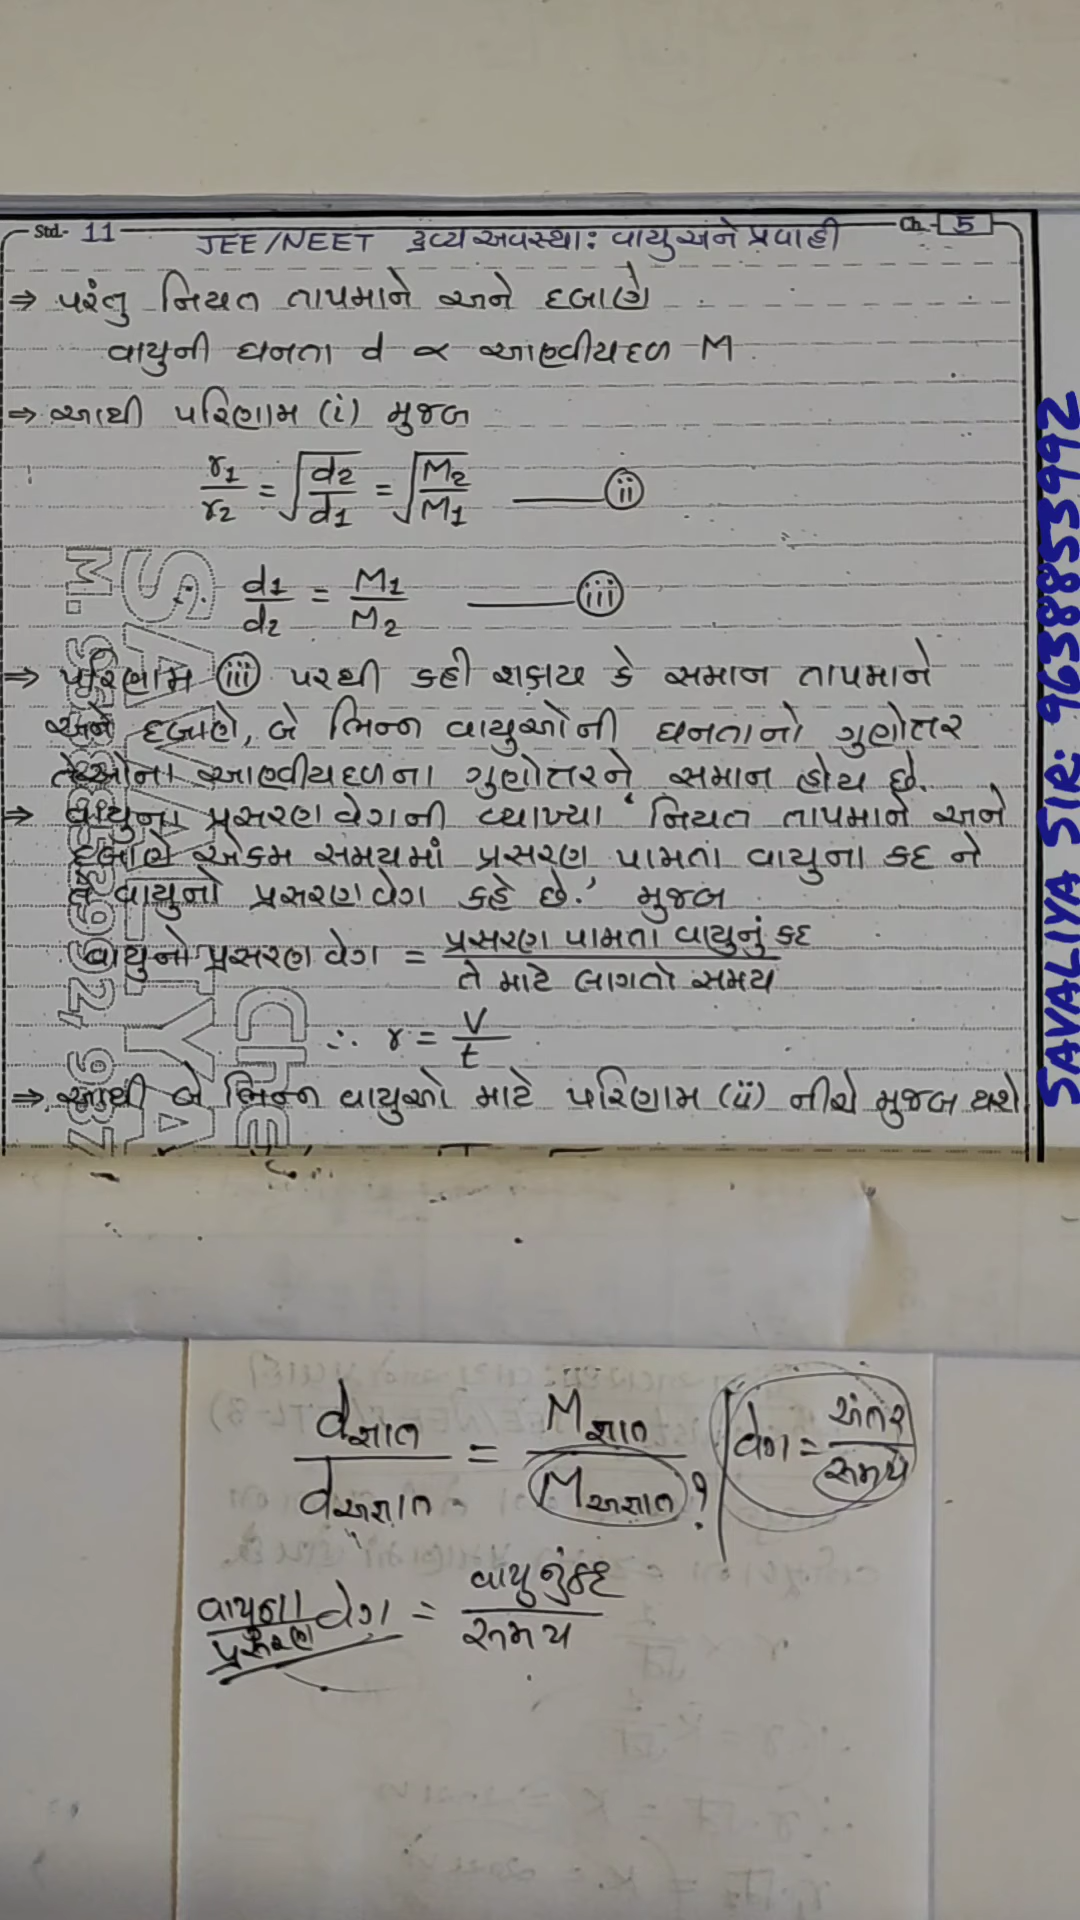 Std.- 11
JEE/NEET દ્રવ્ય અવસ્થા: વાયુ અને પ્રવાહી
Ch.- 5
⇒ પરંતુ નિયત તાપમાને અને દબાણે
વાયુની ઘનતા d ∝ આણ્વીયદળ M
⇒ આથી પરિણામ (i) મુજબ
r1/r2 = √(d2/d1) = √(M2/M1) —— (ii)
d1/d2 = M1/M2 —— (iii)
⇒ પરિણામ (iii) પરથી કહી શકાય કે સમાન તાપમાને
અને દબાણે, બે ભિન્ન વાયુઓની ઘનતાનો ગુણોત્તર
તેઓના આણ્વીયદળના ગુણોત્તરને સમાન હોય છે.
⇒ વાયુના પ્રસરણ વેગની વ્યાખ્યા ‘નિયત તાપમાને અને
દબાણે એકમ સમયમાં પ્રસરણ પામતા વાયુના કદ ને
તે વાયુનો પ્રસરણ વેગ કહે છે.’ મુજબ
વાયુનો પ્રસરણ વેગ = પ્રસરણ પામતા વાયુનું કદ / તે માટે લાગતો સમય
∴ r = V/t
⇒ આથી બે ભિન્ન વાયુઓ માટે પરિણામ (ii) નીચે મુજબ થશે
SAVALIYA SIR: 9638853992
dજ્ઞાત / dઅજ્ઞાત = Mજ્ઞાત / Mઅજ્ઞાત ?
વેગ = અંતર / સમય
વાયુના પ્રસરણ વેગ = વાયુનું કદ / સમય